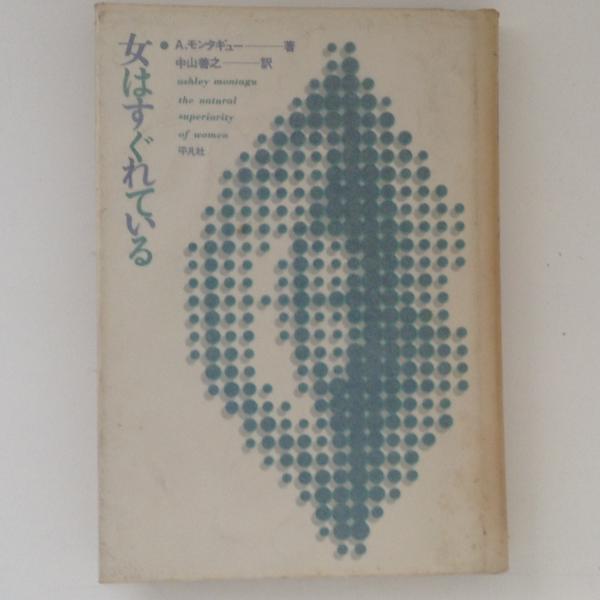 女はすぐれている
A.モンタギュー――著
中山善之――訳
ashley montagu
the natural
superiority
of women
平凡社